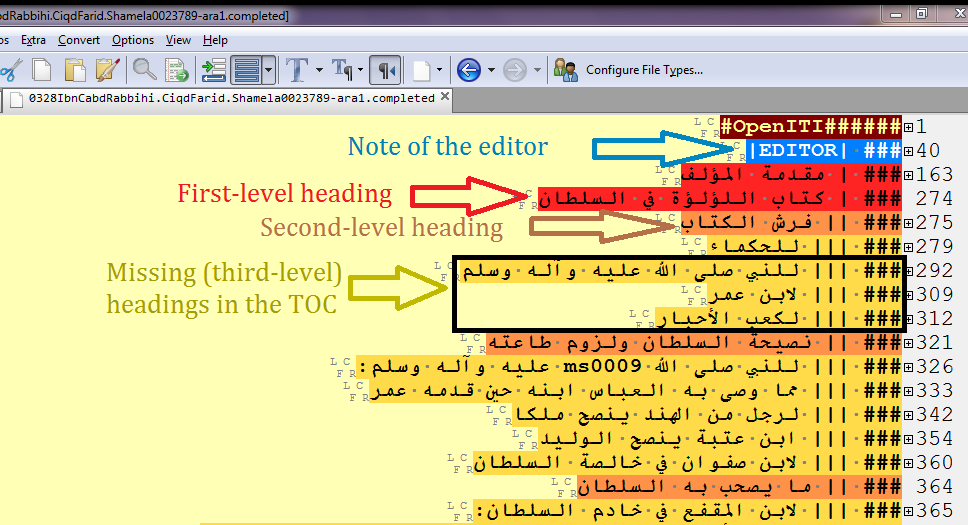 bdRabbihi.CiqdFarid.Shamela0023789-ara1.completed]
ps Extra Convert Options View Help
Configure File Types...
0328IbnCabdRabbihi.CiqdFarid.Shamela0023789-ara1.completed
#OpenITI###### 1
Note of the editor
### |EDITOR| 40
### | مقدمة المؤلف 163
First-level heading
### | كتاب اللؤلؤة في السلطان 274
Second-level heading
### || فرش الكتاب 275
### ||| للحكماء 279
Missing (third-level) headings in the TOC
### ||| للنبي صلى الله عليه وآله وسلم 292
### ||| لابن عمر 309
### ||| لكعب الأحبار 312
### || نصيحة السلطان ولزوم طاعته 321
### ||| للنبي صلى الله ms0009 عليه وآله وسلم: 326
### ||| مما وصى به العباس ابنه حين قدمه عمر 333
### ||| لرجل من الهند ينصح ملكا 342
### ||| ابن عتبة ينصح الوليد 354
### ||| لابن صفوان في خالصة السلطان 360
### || ما يصحب به السلطان 364
### ||| لابن المقفع في خادم السلطان: 365